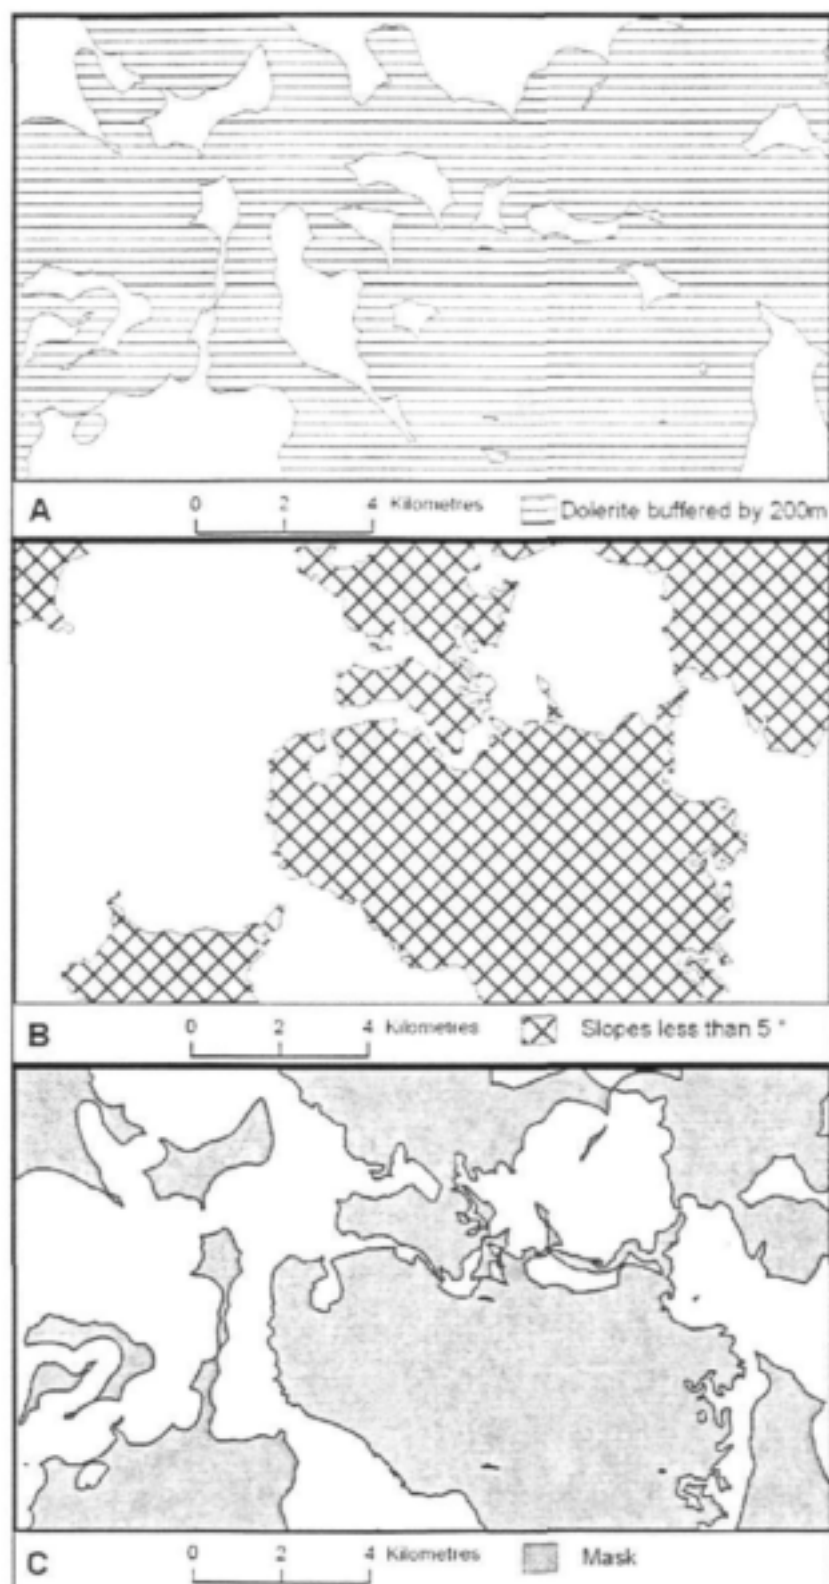 A
0 2 4 Kilometres
Dolerite buffered by 200m
B
0 2 4 Kilometres
Slopes less than 5 °
C
0 2 4 Kilometres
Mask